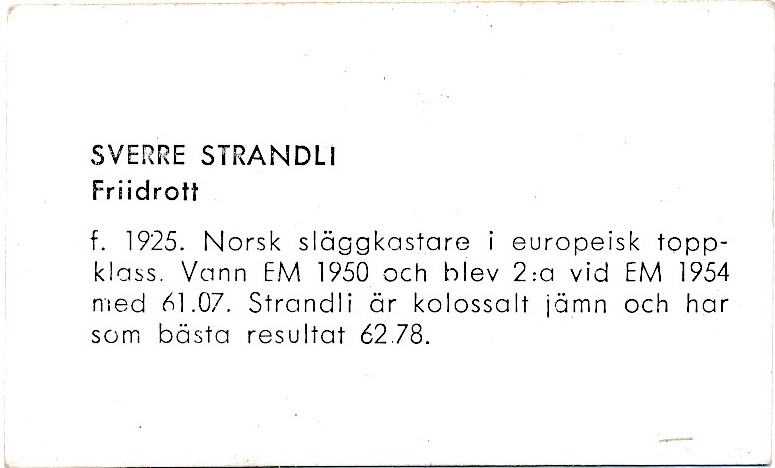 SVERRE STRANDLI
Friidrott
f. 1925. Norsk släggkastare i europeisk topp-
klass. Vann EM 1950 och blev 2:a vid EM 1954
med 61.07. Strandli är kolossalt jämn och har
som bästa resultat 62.78.